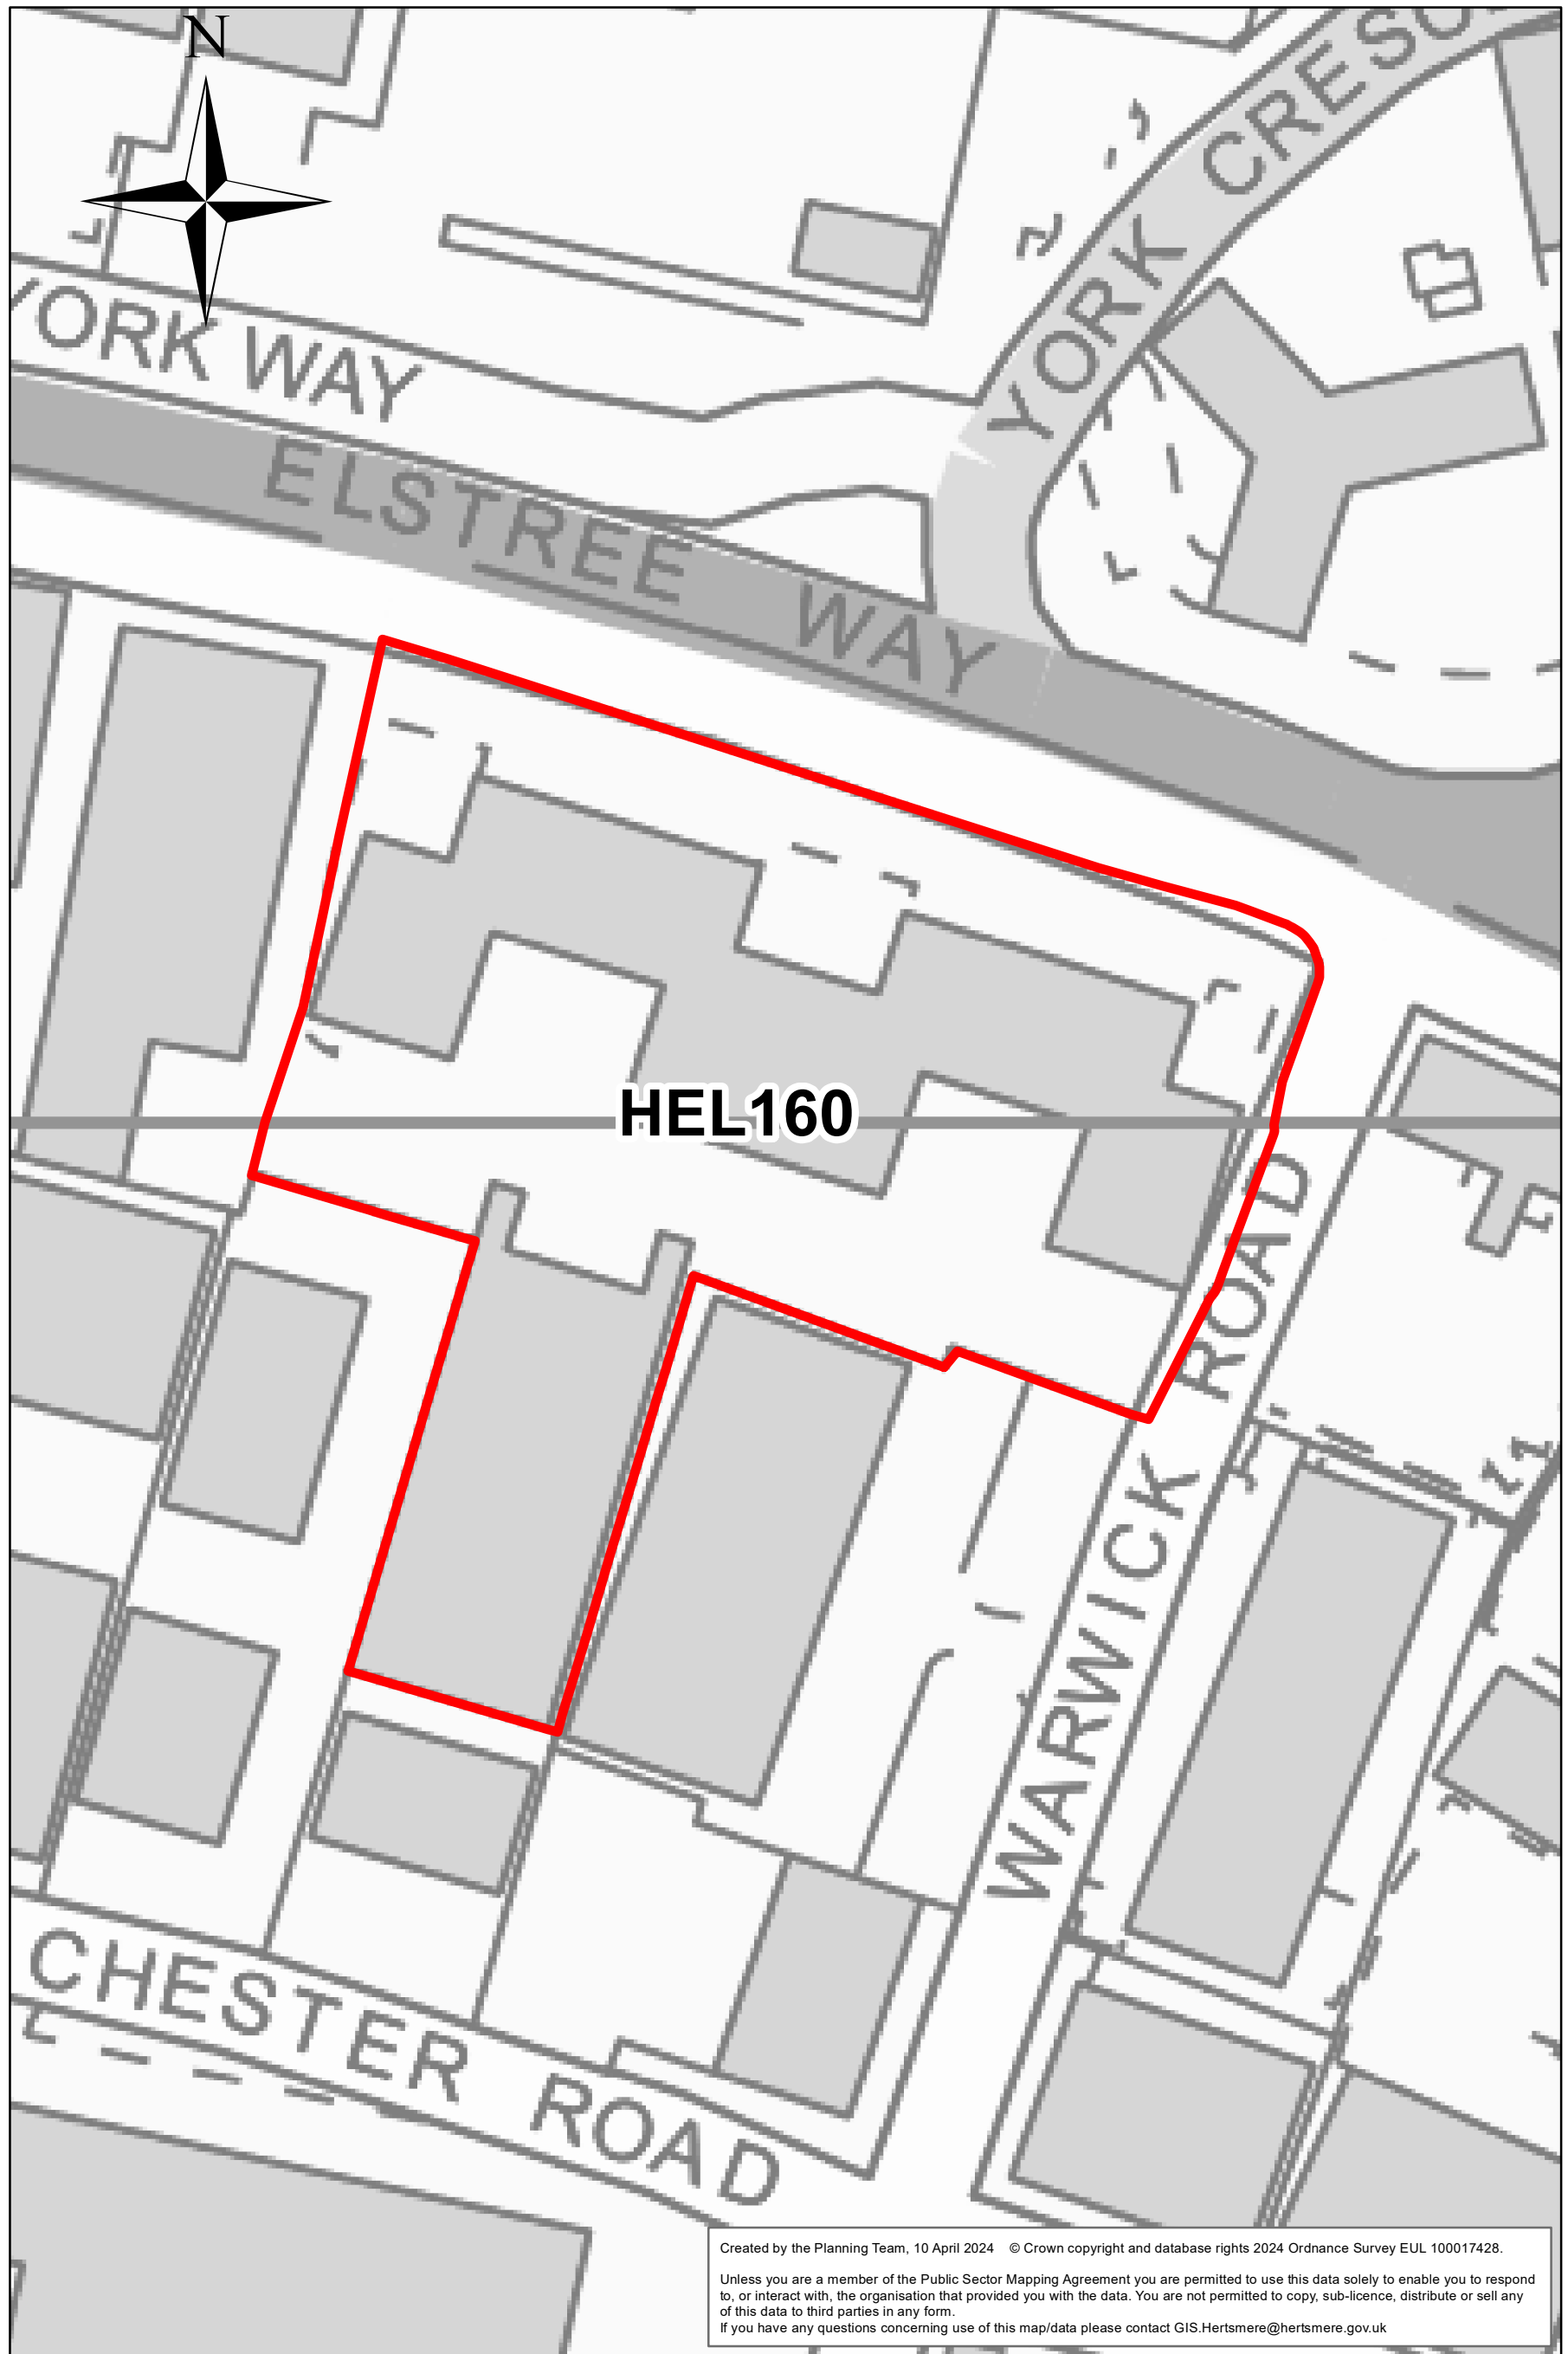 N
YORK CRESC
YORK WAY
ELSTREE WAY
HEL160
WARWICK ROAD
CHESTER ROAD
Created by the Planning Team, 10 April 2024 © Crown copyright and database rights 2024 Ordnance Survey EUL 100017428.
Unless you are a member of the Public Sector Mapping Agreement you are permitted to use this data solely to enable you to respond
to, or interact with, the organisation that provided you with the data. You are not permitted to copy, sub-licence, distribute or sell any
of this data to third parties in any form.
If you have any questions concerning use of this map/data please contact GIS.Hertsmere@hertsmere.gov.uk